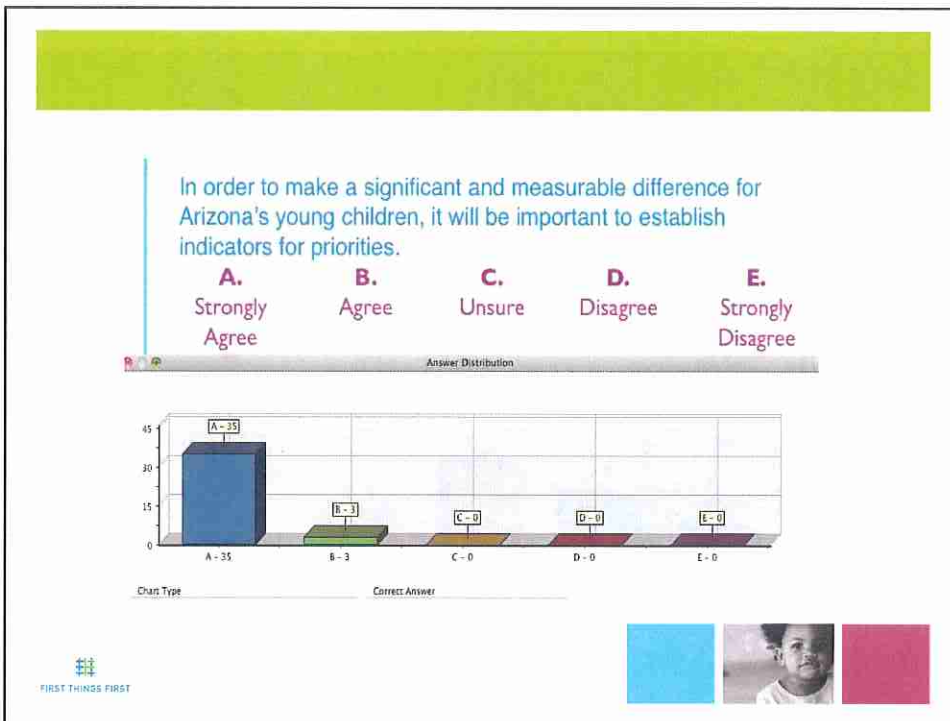 In order to make a significant and measurable difference for
Arizona's young children, it will be important to establish
indicators for priorities.
A. B. C. D. E.
Strongly Agree Unsure Disagree Strongly
Agree Disagree
Answer Distribution
45
30
15
0
A - 35
B - 3
C - 0
D - 0
E - 0
A - 35 B - 3 C - 0 D - 0 E - 0
Chart Type Correct Answer
FIRST THINGS FIRST